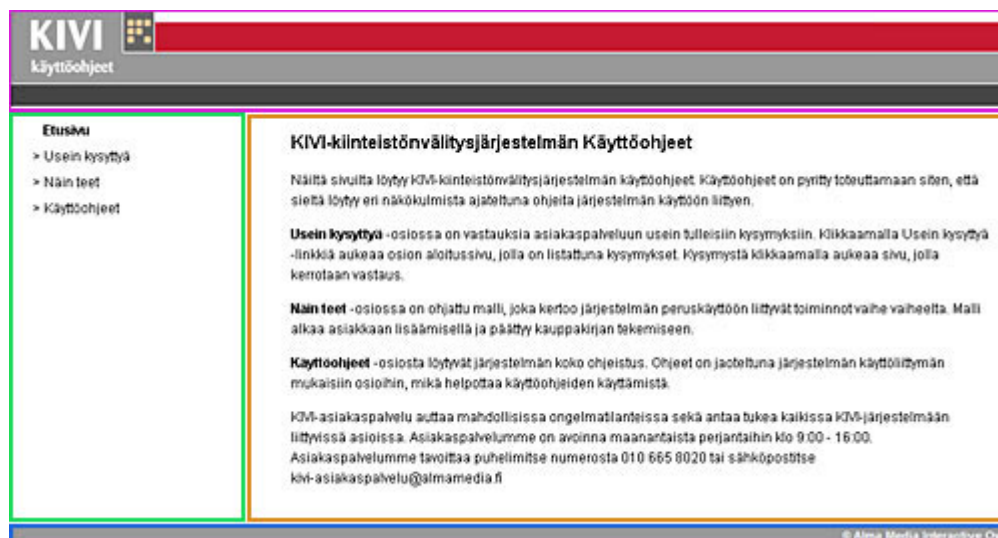 KIVI
käyttöohjeet
Etusivu
> Usein kysyttyä
> Näin teet
> Käyttöohjeet
KIVI-kiinteistönvälitysjärjestelmän Käyttöohjeet
Näiltä sivuilta löytyy KIVI-kiinteistönvälitysjärjestelmän käyttöohjeet. Käyttöohjeet on pyritty toteuttamaan siten, että
sieltä löytyy eri näkökulmista ajateltuna ohjeita järjestelmän käyttöön liittyen.
Usein kysyttyä -osiossa on vastauksia asiakaspalveluun usein tulleisiin kysymyksiin. Klikkaamalla Usein kysyttyä
-linkkiä aukeaa osion aloitussivu, jolla on listattuna kysymykset. Kysymystä klikkaamalla aukeaa sivu, jolla
kerrotaan vastaus.
Näin teet -osiossa on ohjattu malli, joka kertoo järjestelmän peruskäyttöön liittyvät toiminnot vaihe vaiheelta. Malli
alkaa asiakkaan lisäämisellä ja päättyy kauppakirjan tekemiseen.
Käyttöohjeet -osiosta löytyvät järjestelmän koko ohjeistus. Ohjeet on jaoteltuna järjestelmän käyttöliittymän
mukaisiin osioihin, mikä helpottaa käyttöohjeiden käyttämistä.
KIVI-asiakaspalvelu auttaa mahdollisissa ongelmatilanteissa sekä antaa tukea kaikissa KIVI-järjestelmään
liittyvissä asioissa. Asiakaspalvelumme on avoinna maanantaista perjantaihin klo 9:00 - 16:00.
Asiakaspalvelumme tavoittaa puhelimitse numerosta 010 665 8020 tai sähköpostitse
kivi-asiakaspalvelu@almamedia.fi
© Alma Media Interactive